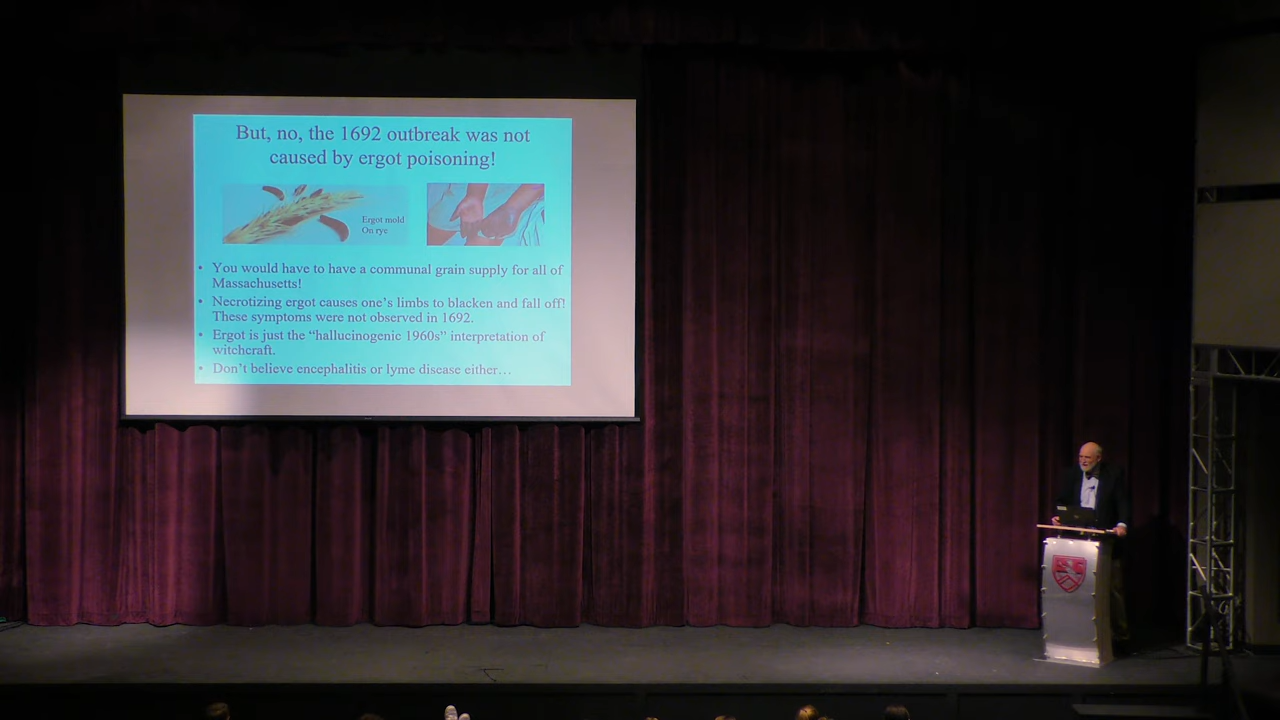 But, no, the 1692 outbreak was not
caused by ergot poisoning!
Ergot mold
On rye
• You would have to have a communal grain supply for all of
Massachusetts!
• Necrotizing ergot causes one’s limbs to blacken and fall off!
These symptoms were not observed in 1692.
• Ergot is just the “hallucinogenic 1960s” interpretation of
witchcraft.
• Don’t believe encephalitis or lyme disease either…